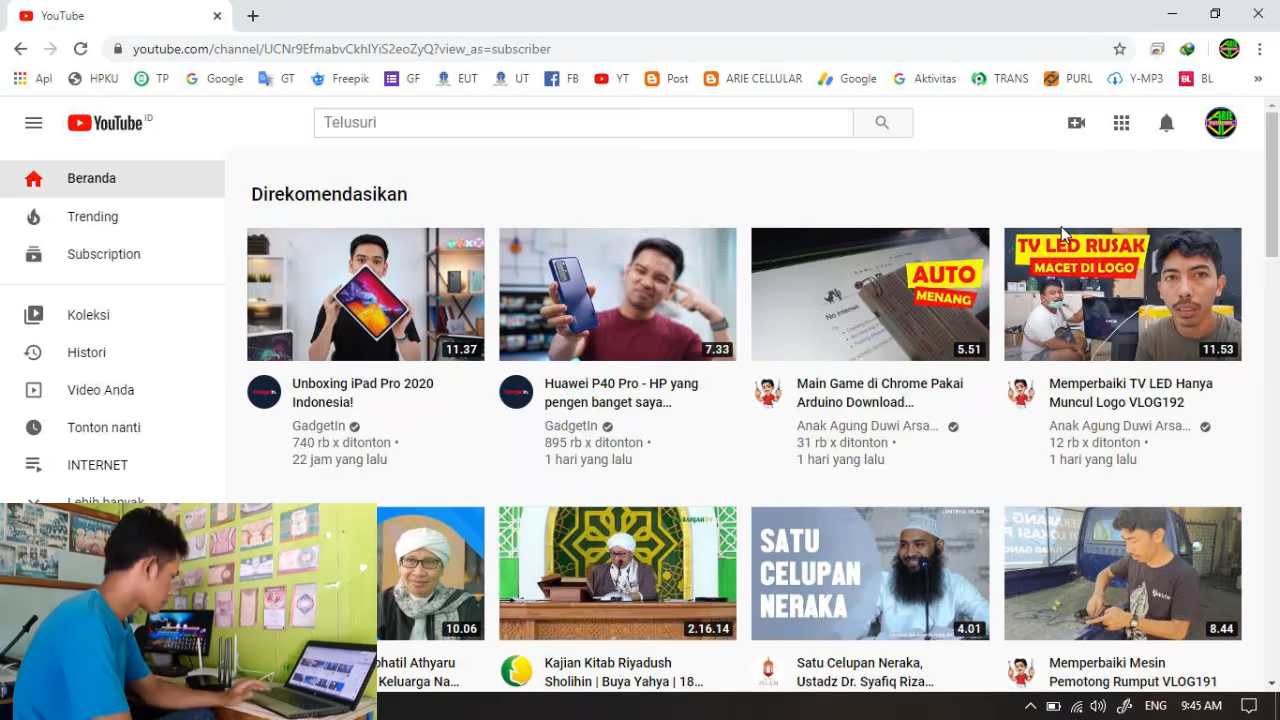 YouTube
youtube.com/channel/UCNr9EfmabvCkhlYiS2eoZyQ?view_as=subscriber
Apl HPKU TP Google GT Freepik GF EUT UT FB YT Post ARIE CELLULAR Google Aktivitas TRANS PURL Y-MP3 BL
YouTube ID
Telusuri
Beranda
Trending
Subscription
Koleksi
Histori
Video Anda
Tonton nanti
INTERNET
Lebih banyak
Direkomendasikan
11.37
7.33
No internet
AUTO
MENANG
5.51
TV LED RUSAK
MACET DI LOGO
11.53
Unboxing iPad Pro 2020
Indonesia!
GadgetIn
740 rb x ditonton •
22 jam yang lalu
Huawei P40 Pro - HP yang
pengen banget saya...
GadgetIn
895 rb x ditonton •
1 hari yang lalu
Main Game di Chrome Pakai
Arduino Download...
Anak Agung Duwi Arsa...
31 rb x ditonton •
1 hari yang lalu
Memperbaiki TV LED Hanya
Muncul Logo VLOG192
Anak Agung Duwi Arsa...
12 rb x ditonton •
1 hari yang lalu
10.06
2.16.14
SATU
CELUPAN
NERAKA
4.01
8.44
ohatil Athyaru
Keluarga Na...
Kajian Kitab Riyadush
Sholihin | Buya Yahya | 18...
Satu Celupan Neraka,
Ustadz Dr. Syafiq Riza...
Memperbaiki Mesin
Pemotong Rumput VLOG191
ENG 9:45 AM